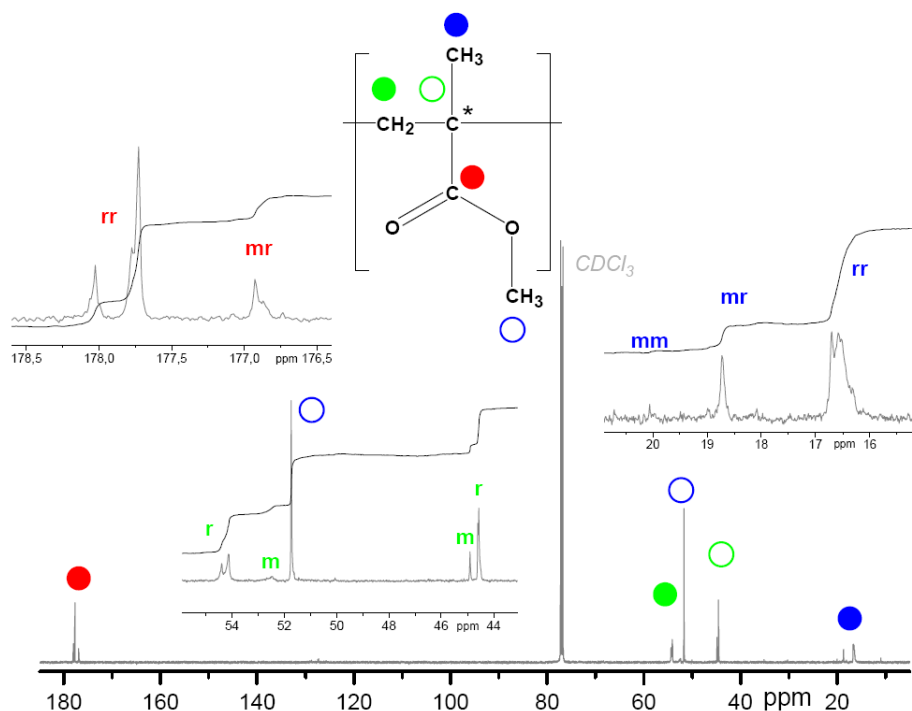 CH3
CH2 C *
C
O O
CH3
rr
mr
178,5 178,0 177,5 177,0 ppm 176,5
CDCl3
rr
mr
mm
20 19 18 17 ppm 16
r
m
m
r
54 52 50 48 46 ppm 44
180 160 140 120 100 80 60 40 ppm 20